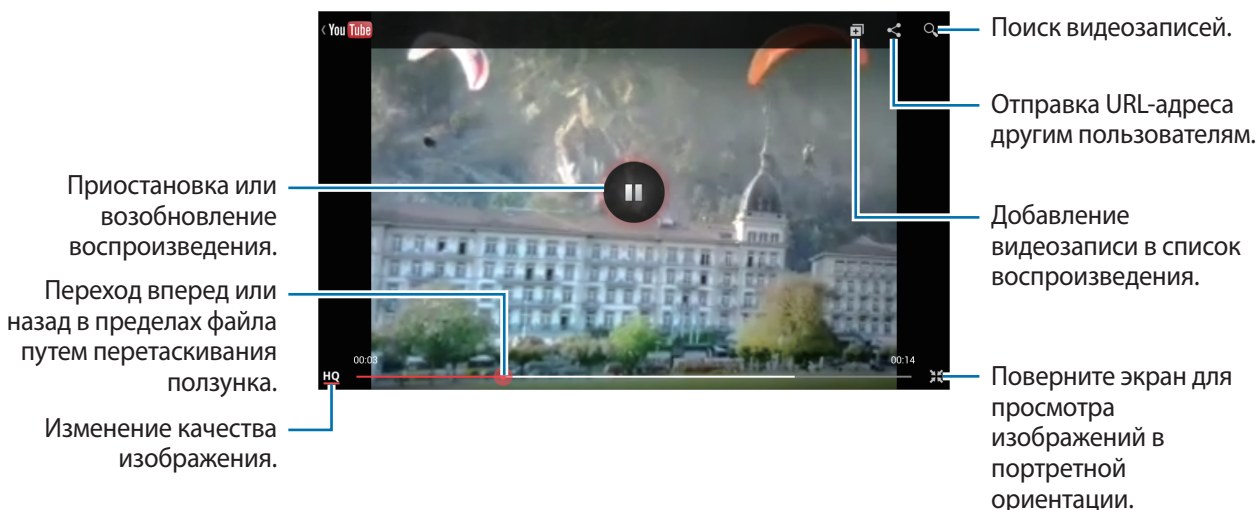 You Tube
Поиск видеозаписей.
Отправка URL-адреса
другим пользователям.
Добавление
видеозаписи в список
воспроизведения.
Поверните экран для
просмотра
изображений в
портретной
ориентации.
Приостановка или
возобновление
воспроизведения.
Переход вперед или
назад в пределах файла
путем перетаскивания
ползунка.
Изменение качества
изображения.
00:03
00:14
HQ